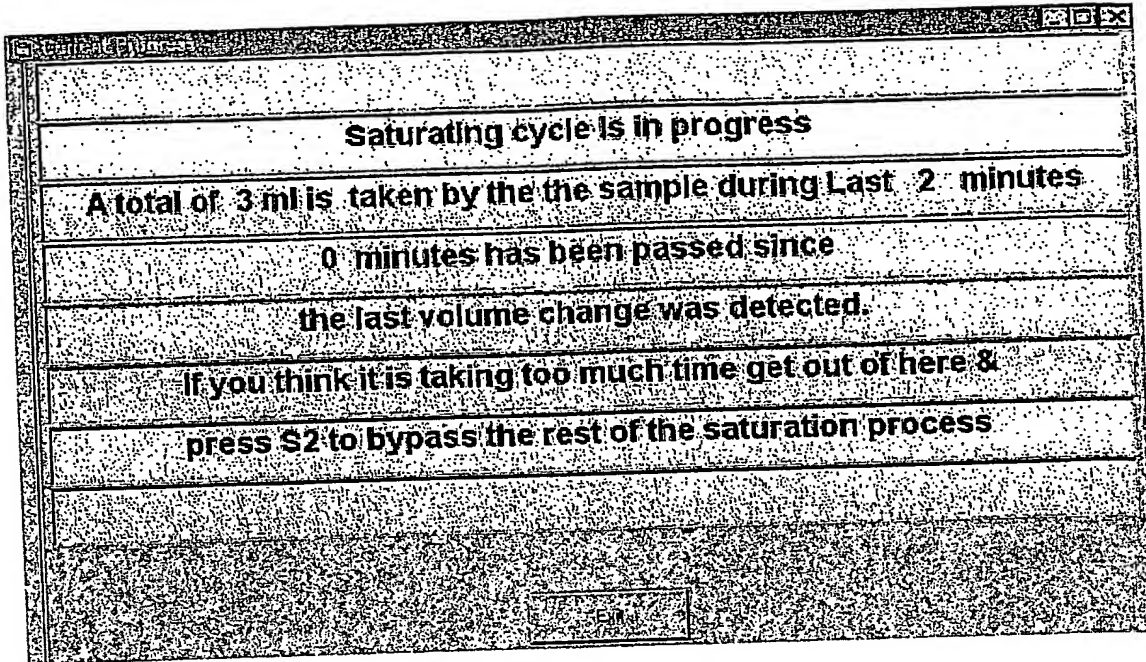 Saturating cycle is in progress
A total of 3 ml is taken by the the sample during Last 2 minutes
0 minutes has been passed since
the last volume change was detected.
If you think it is taking too much time get out of here &
press S2 to bypass the rest of the saturation process